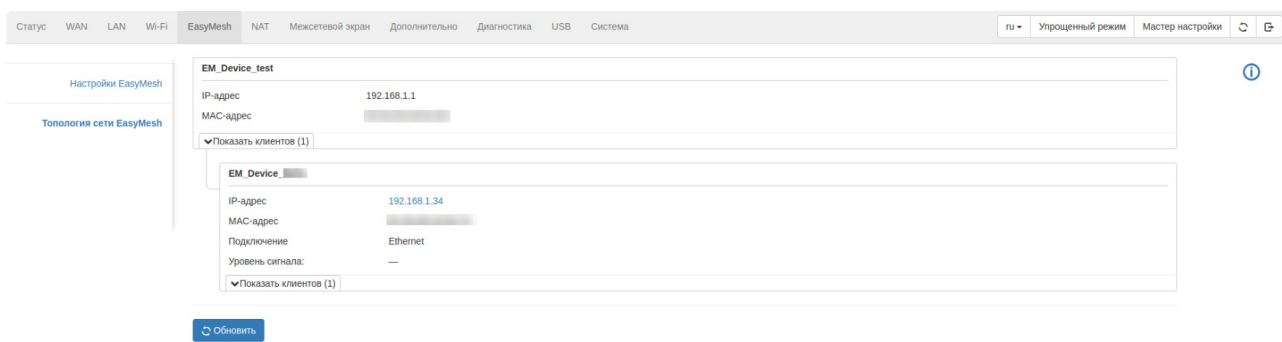 Статус WAN LAN Wi-Fi EasyMesh NAT Межсетевой экран Дополнительно Диагностика USB Система ru Упрощенный режим Мастер настройки
Настройки EasyMesh
Топология сети EasyMesh
EM_Device_test
IP-адрес 192.168.1.1
MAC-адрес
Показать клиентов (1)
EM_Device_
IP-адрес 192.168.1.34
MAC-адрес
Подключение Ethernet
Уровень сигнала: —
Показать клиентов (1)
Обновить